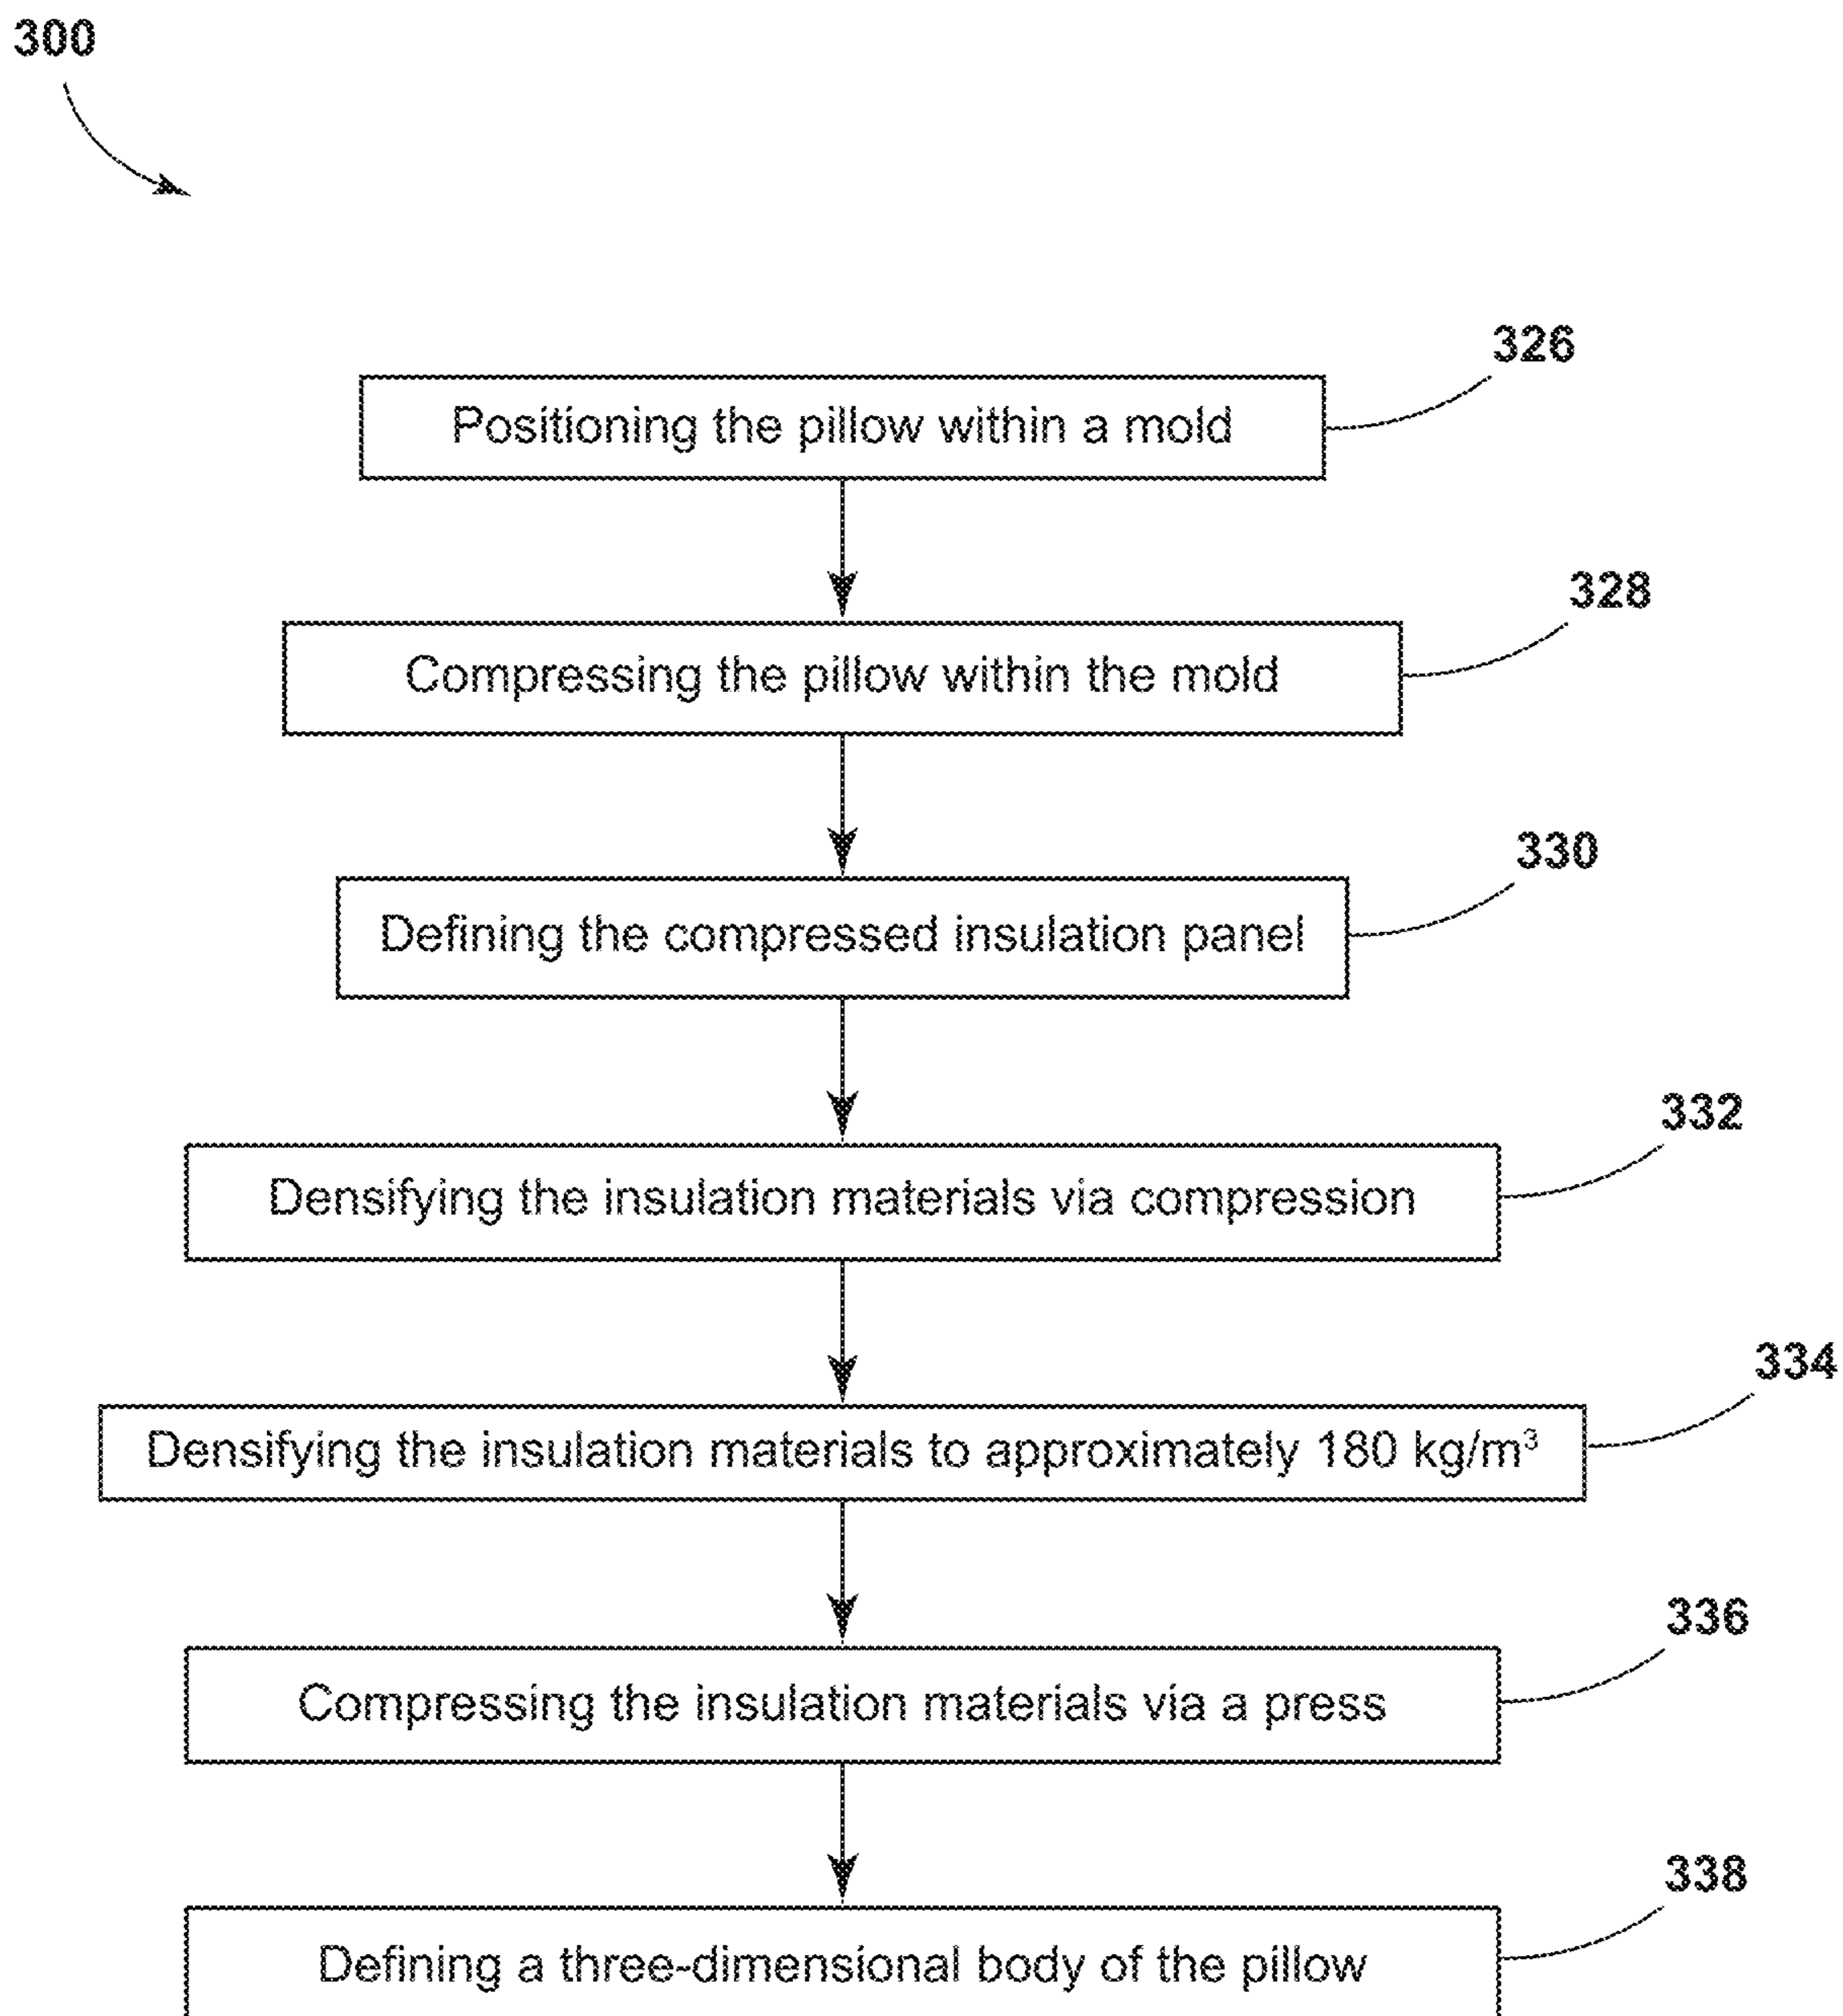 300
326
Positioning the pillow within a mold
328
Compressing the pillow within the mold
330
Defining the compressed insulation panel
332
Densifying the insulation materials via compression
334
Densifying the insulation materials to approximately 180 kg/m³
336
Compressing the insulation materials via a press
338
Defining a three-dimensional body of the pillow